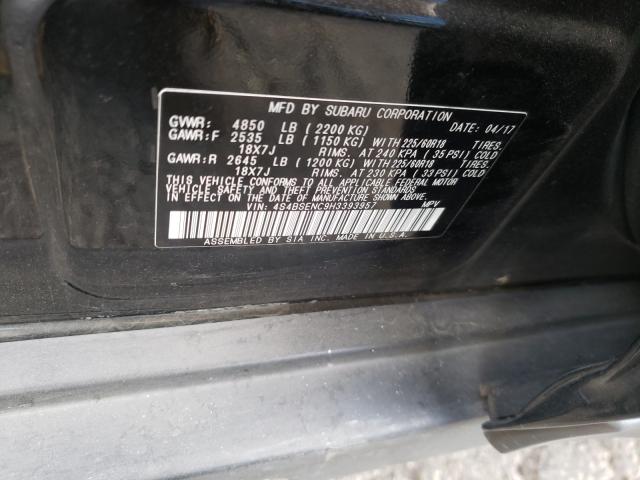 MFD BY SUBARU CORPORATION
GVWR: 4850 LB (2200 KG) DATE: 04/17
GAWR:F 2535 LB (1150 KG) WITH 225/60R18 TIRES.
18X7J RIMS. AT 240 KPA (35 PSI) COLD
GAWR:R 2645 LB (1200 KG) WITH 225/60R18 TIRES.
18X7J RIMS. AT 230 KPA (33 PSI) COLD
THIS VEHICLE CONFORMS TO ALL APPLICABLE FEDERAL MOTOR
VEHICLE SAFETY AND THEFT PREVENTION STANDARDS
IN EFFECT ON THE DATE OF MANUFACTURE SHOWN ABOVE.
VIN: 4S4BSENC9H3393957 MPV
ASSEMBLED BY SIA INC. MADE IN U.S.A.